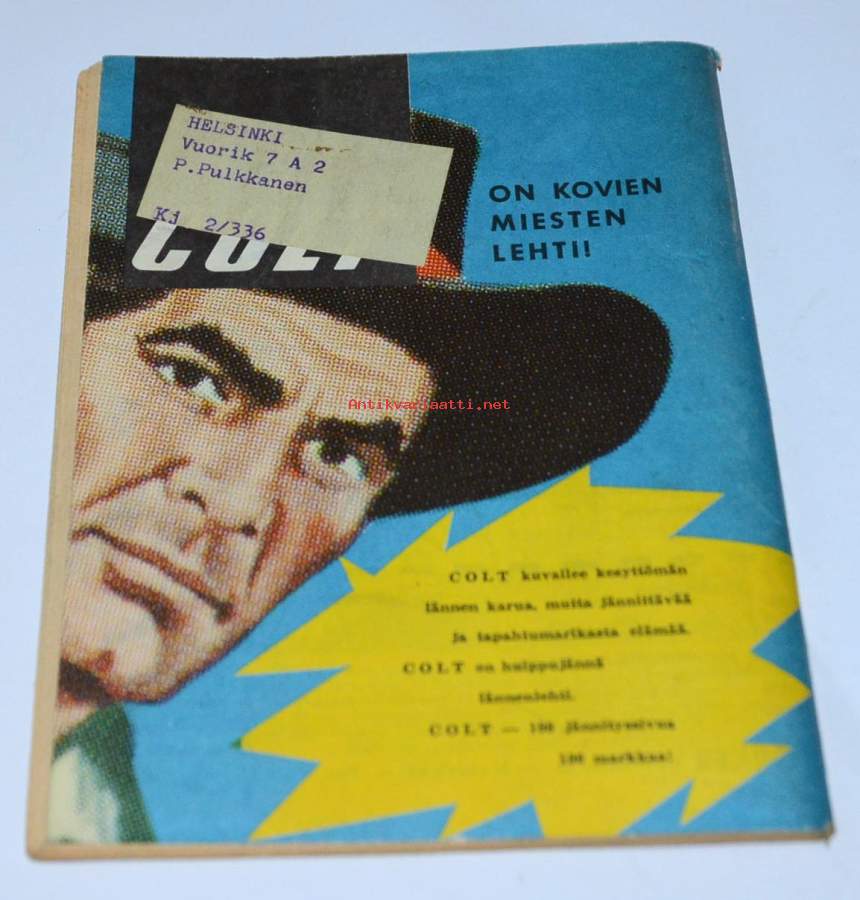 HELSINKI
Vuorik 7 A 2
P.Pulkkanen
Kj 2/336
COLT
ON KOVIEN
MIESTEN
LEHTI!
Antikvariaatti.net
COLT kuvailee kesyttömän
lännen karua, mutta jännittävää
ja tapahtumarikasta elämää.
COLT on huippujännä
lännenlehti.
COLT — 100 jännityssivua
100 markkaa!